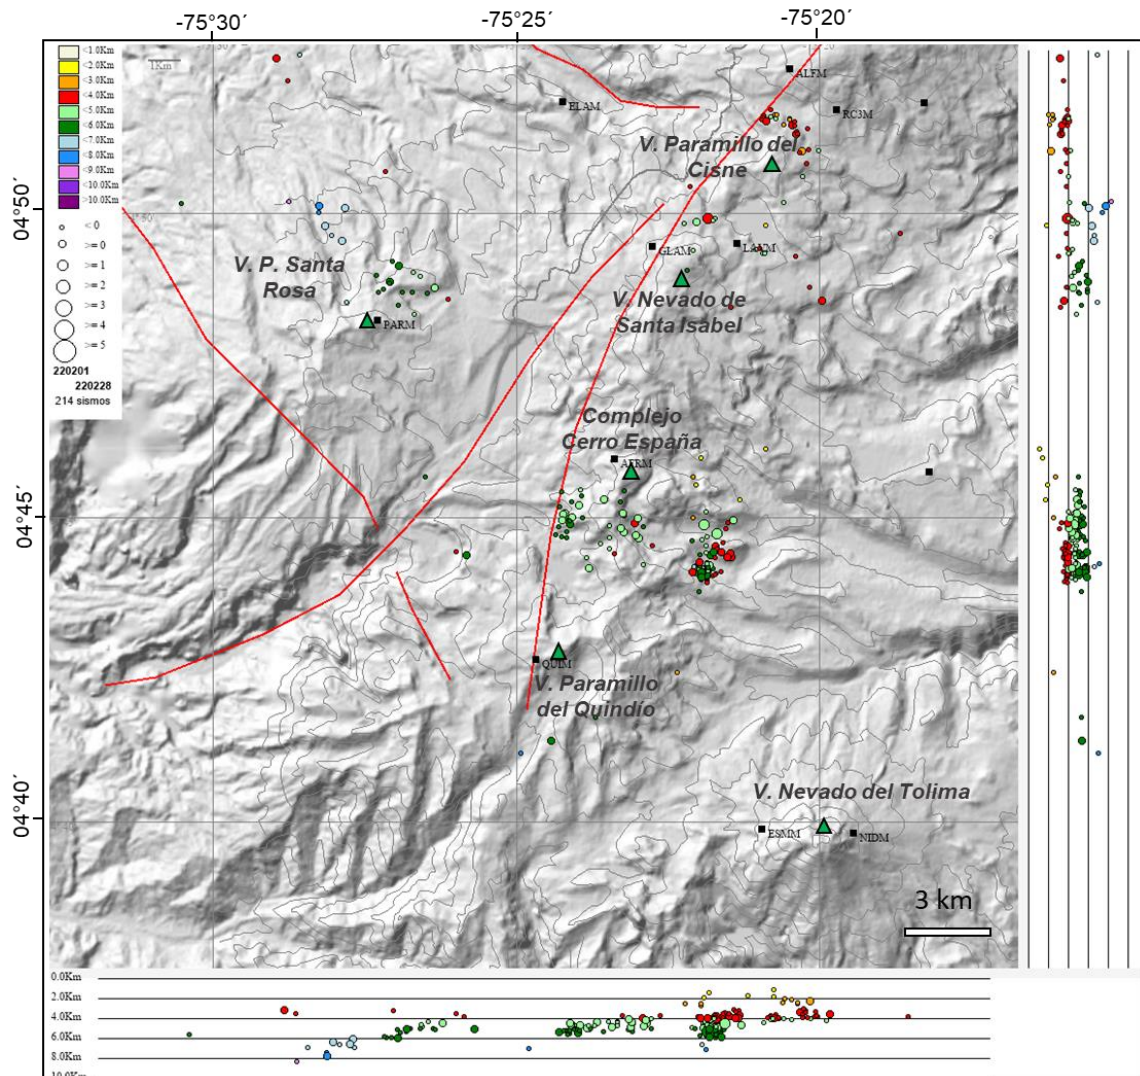 -75°30´
-75°25´
-75°20´
<1.0Km
<2.0Km
<3.0Km
<4.0Km
<5.0Km
<6.0Km
<7.0Km
<8.0Km
<9.0Km
<10.0Km
>10.0Km
< 0
>= 0
>= 1
>= 2
>= 3
>= 4
>= 5
220201
220228
214 sismos
1Km
ALFM
ELAM
RC3M
V. Paramillo del
Cisne
04°50´
GLAM
V. P. Santa
Rosa
V. Nevado de
Santa Isabel
PARM
Complejo
Cerro España
04°45´
QUIM
V. Paramillo
del Quindío
04°40´
V. Nevado del Tolima
ESMM
NIDM
3 km
0.0Km
2.0Km
4.0Km
6.0Km
8.0Km
10.0Km